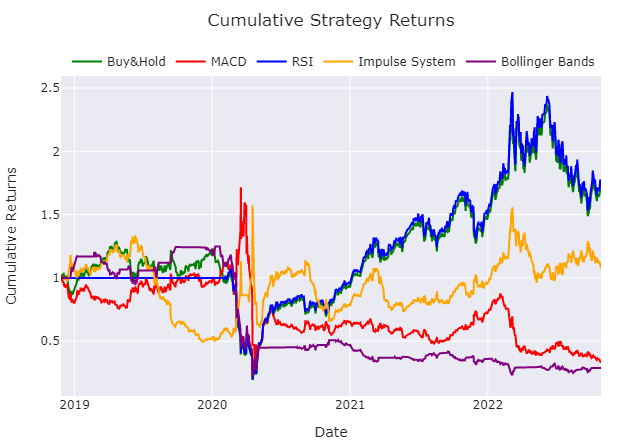 Cumulative Strategy Returns
Buy&Hold MACD RSI Impulse System Bollinger Bands
Cumulative Returns
2.5
2
1.5
1
0.5
2019 2020 2021 2022
Date